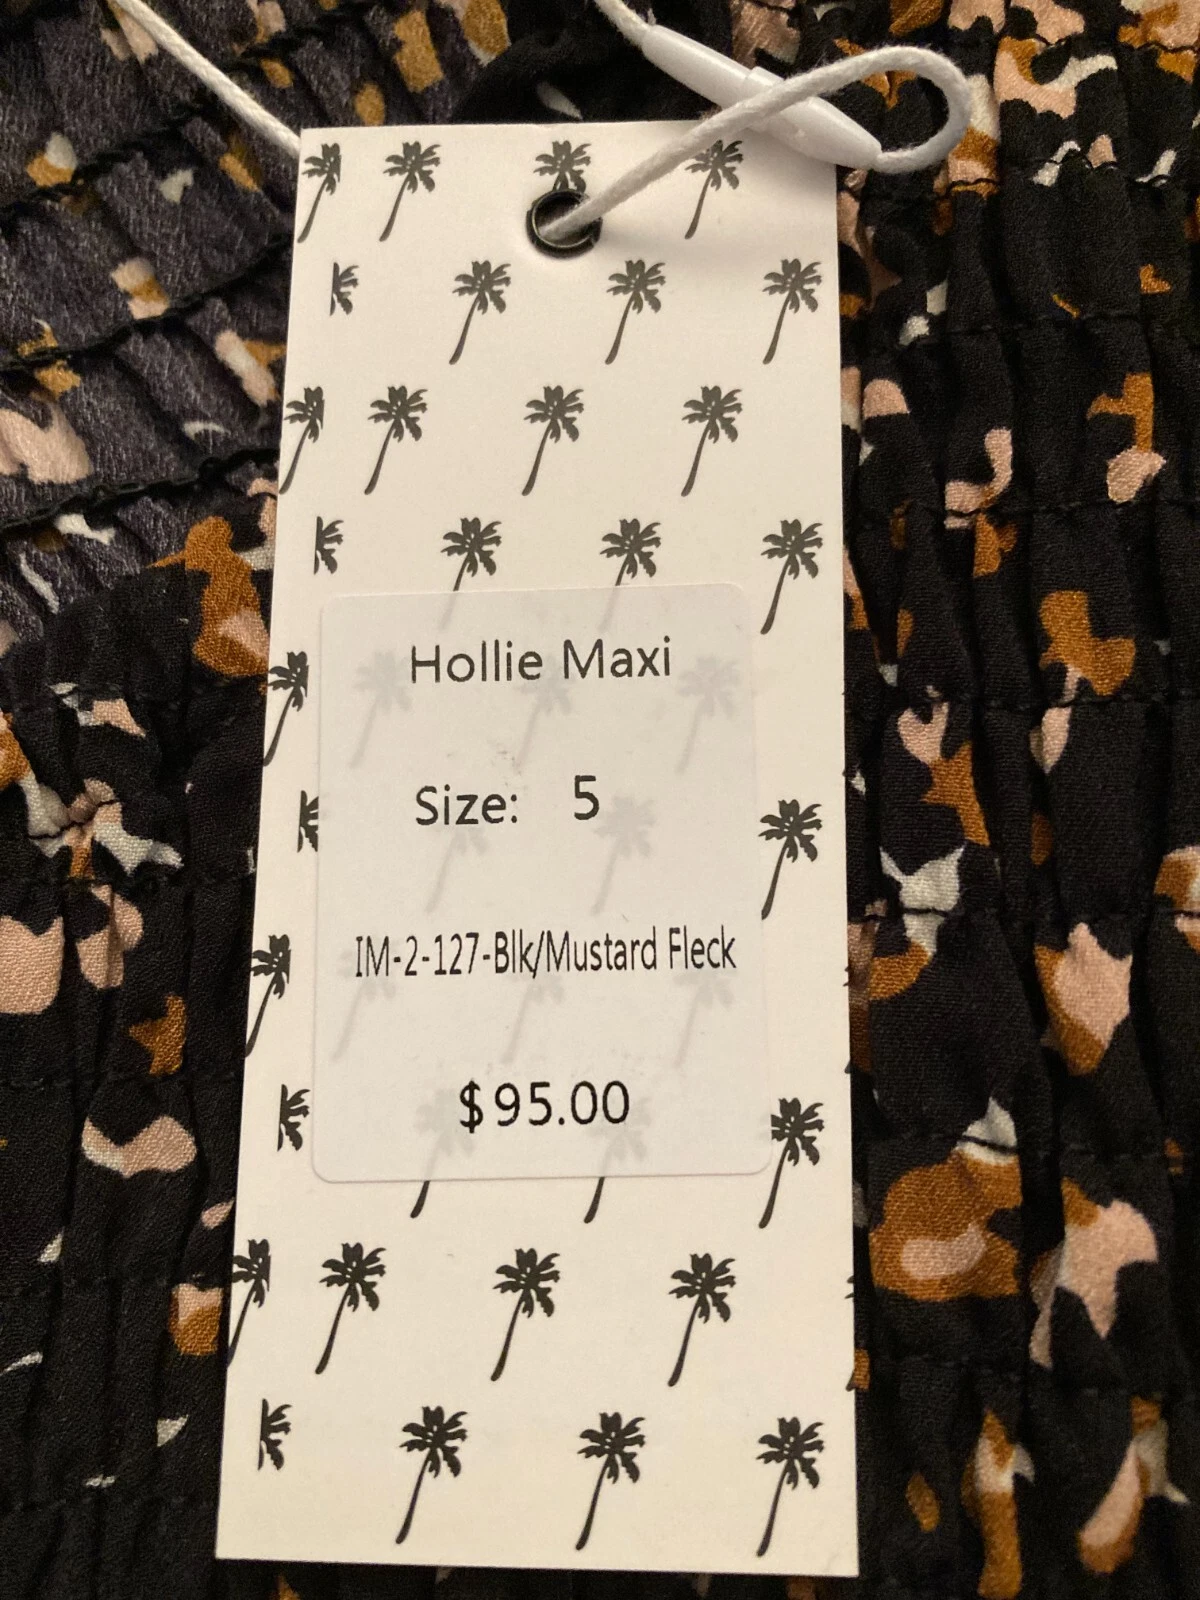 Hollie Maxi
Size: 5
IM-2-127-Blk/Mustard Fleck
$95.00